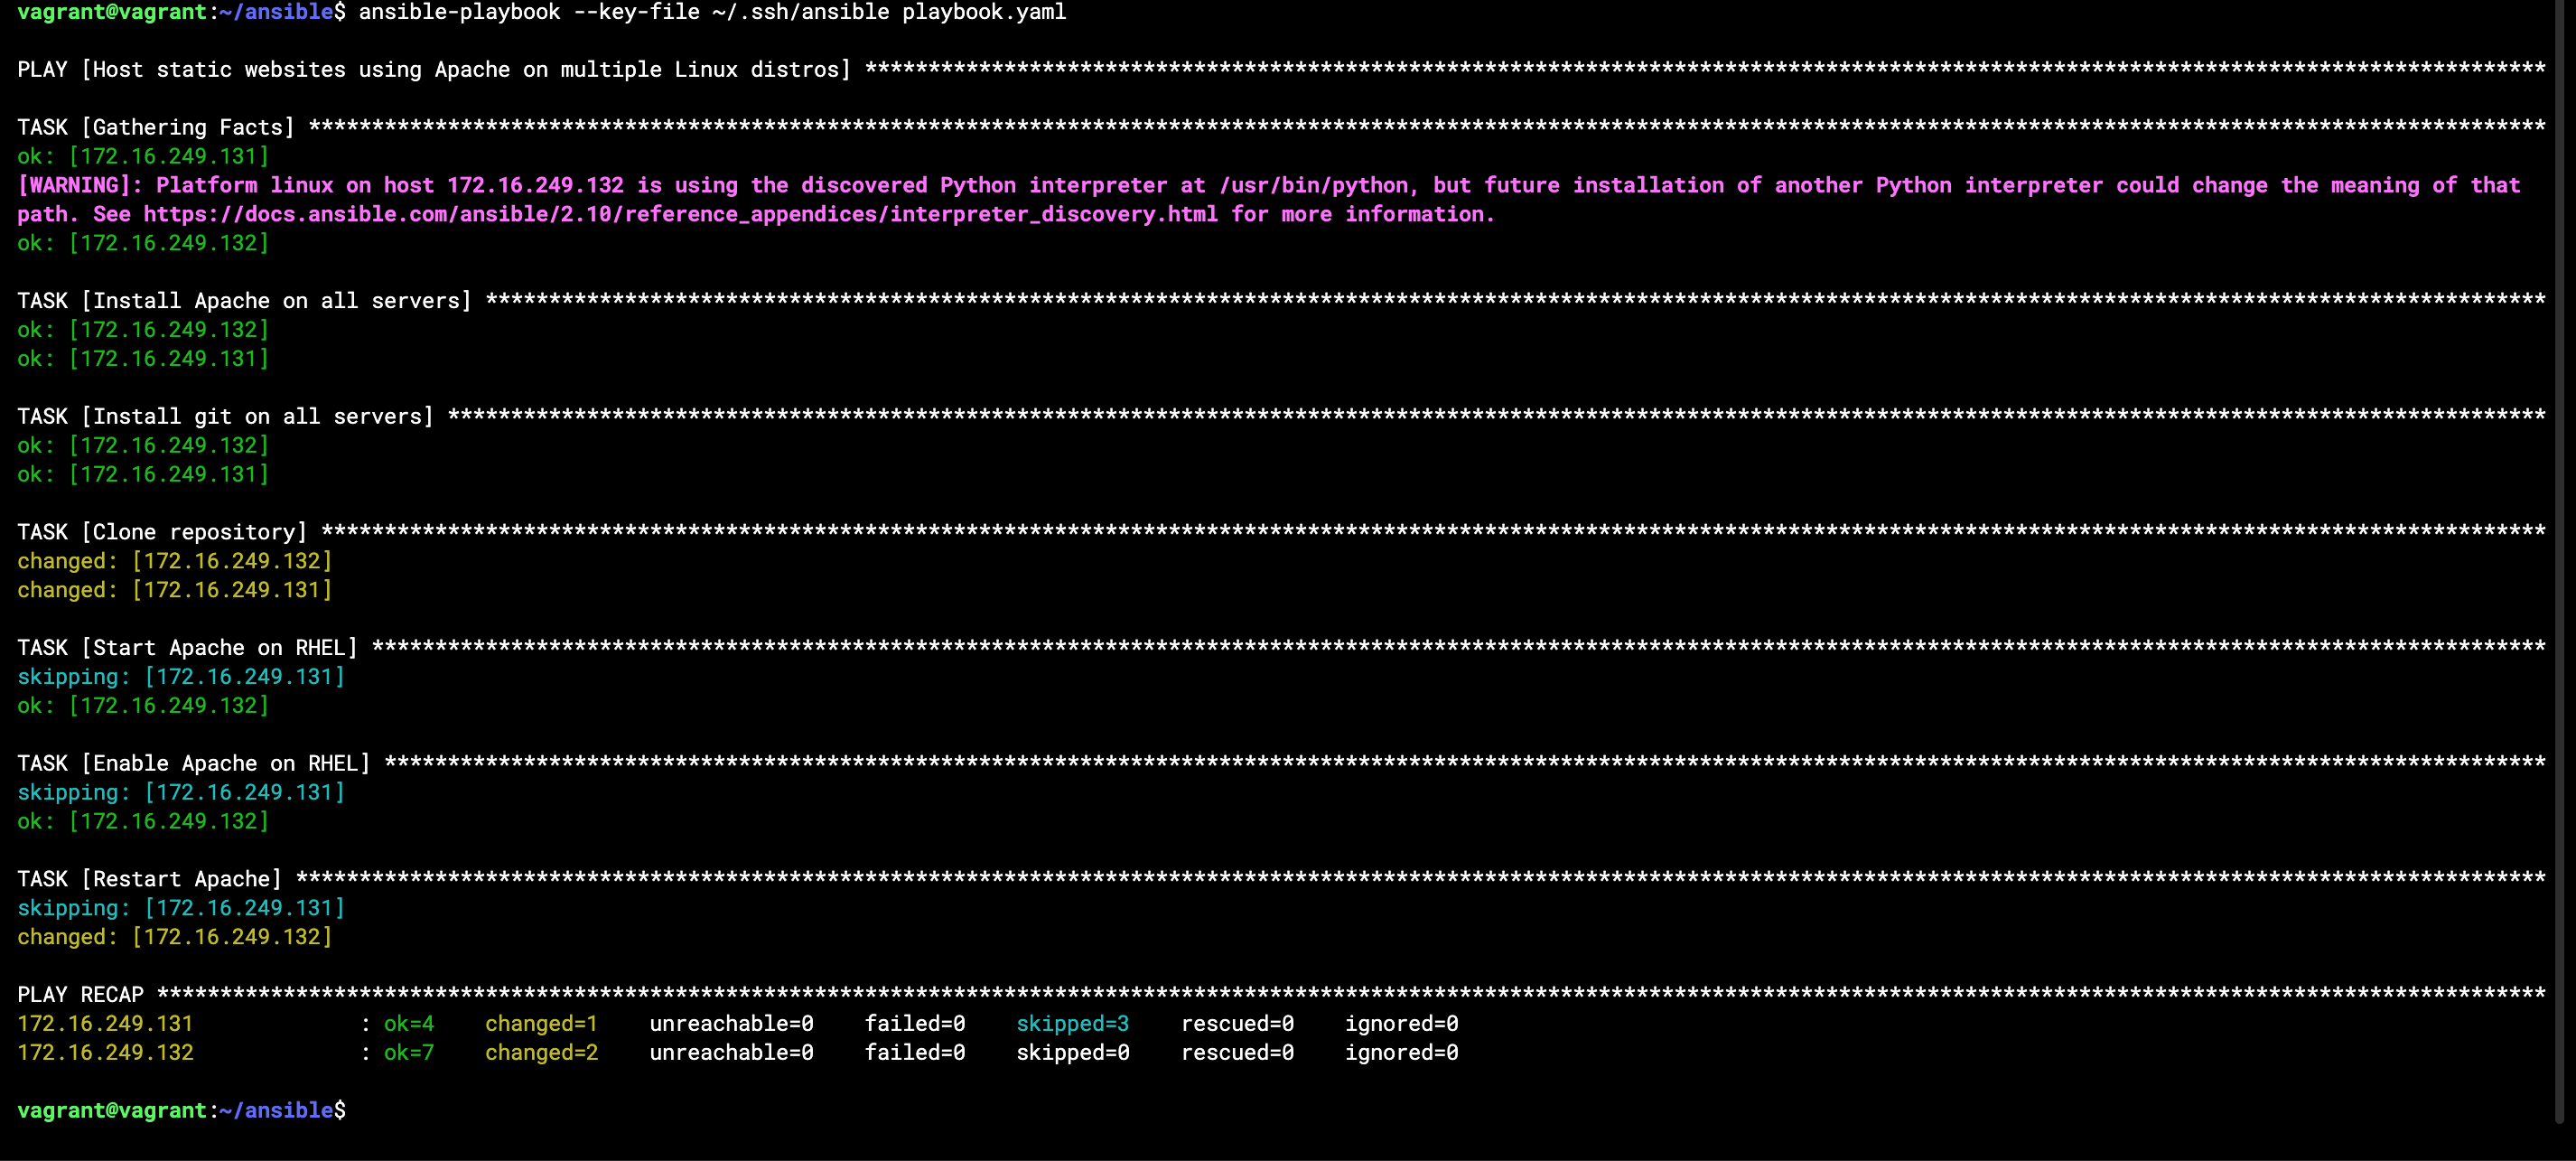 vagrant@vagrant:~/ansible$ ansible-playbook --key-file ~/.ssh/ansible playbook.yaml
PLAY [Host static websites using Apache on multiple Linux distros] *************************************************************************************************************************************
TASK [Gathering Facts] *********************************************************************************************************************************************************************************
ok: [172.16.249.131]
[WARNING]: Platform linux on host 172.16.249.132 is using the discovered Python interpreter at /usr/bin/python, but future installation of another Python interpreter could change the meaning of that
path. See https://docs.ansible.com/ansible/2.10/reference_appendices/interpreter_discovery.html for more information.
ok: [172.16.249.132]
TASK [Install Apache on all servers] *******************************************************************************************************************************************************************
ok: [172.16.249.132]
ok: [172.16.249.131]
TASK [Install git on all servers] **********************************************************************************************************************************************************************
ok: [172.16.249.132]
ok: [172.16.249.131]
TASK [Clone repository] ********************************************************************************************************************************************************************************
changed: [172.16.249.132]
changed: [172.16.249.131]
TASK [Start Apache on RHEL] ****************************************************************************************************************************************************************************
skipping: [172.16.249.131]
ok: [172.16.249.132]
TASK [Enable Apache on RHEL] ***************************************************************************************************************************************************************************
skipping: [172.16.249.131]
ok: [172.16.249.132]
TASK [Restart Apache] **********************************************************************************************************************************************************************************
skipping: [172.16.249.131]
changed: [172.16.249.132]
PLAY RECAP *********************************************************************************************************************************************************************************************
172.16.249.131             : ok=4    changed=1    unreachable=0    failed=0    skipped=3    rescued=0    ignored=0
172.16.249.132             : ok=7    changed=2    unreachable=0    failed=0    skipped=0    rescued=0    ignored=0
vagrant@vagrant:~/ansible$